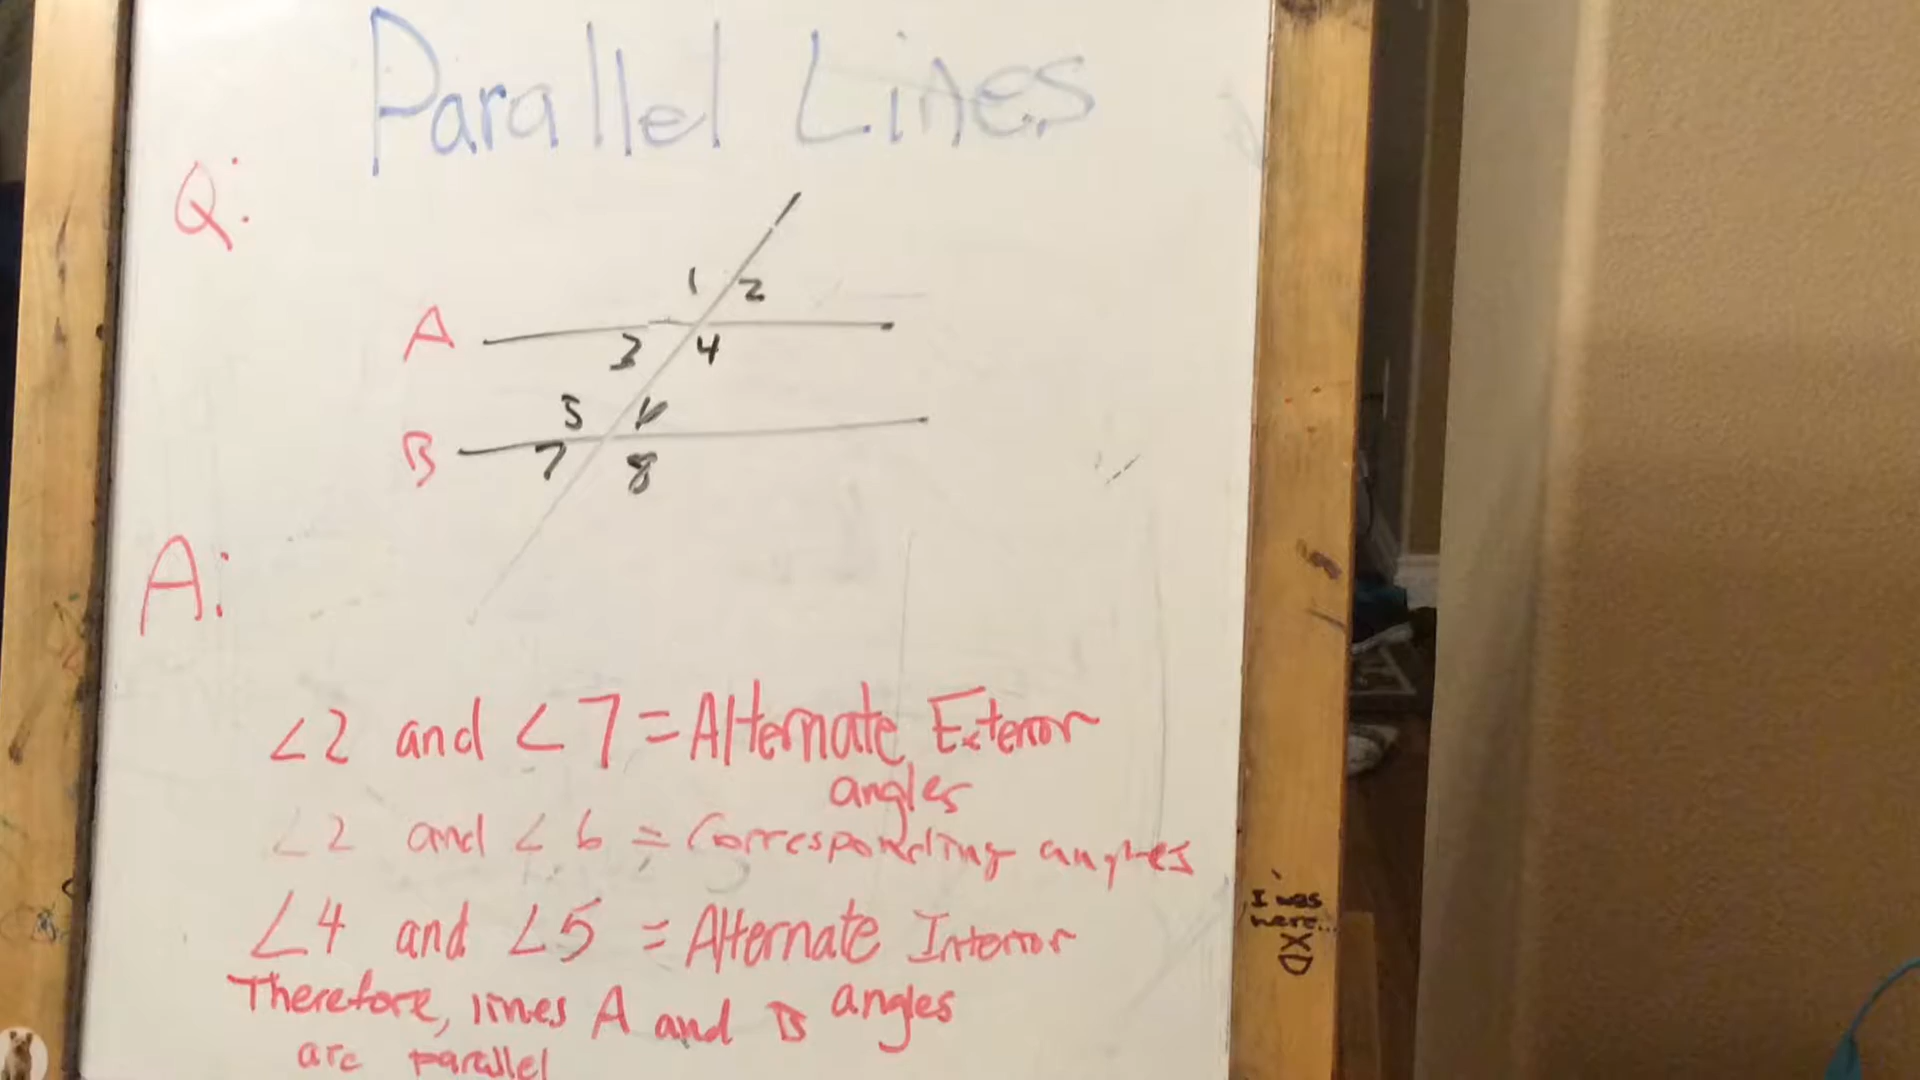 Parallel Lines
Q:
1 2
A
3 4
5 6
B
7 8
A:
∠2 and ∠7 = Alternate Exterior
angles
∠2 and ∠6 = Corresponding angles
∠4 and ∠5 = Alternate Interior
angles
Therefore, lines A and B
are parallel
I was
here...
XD